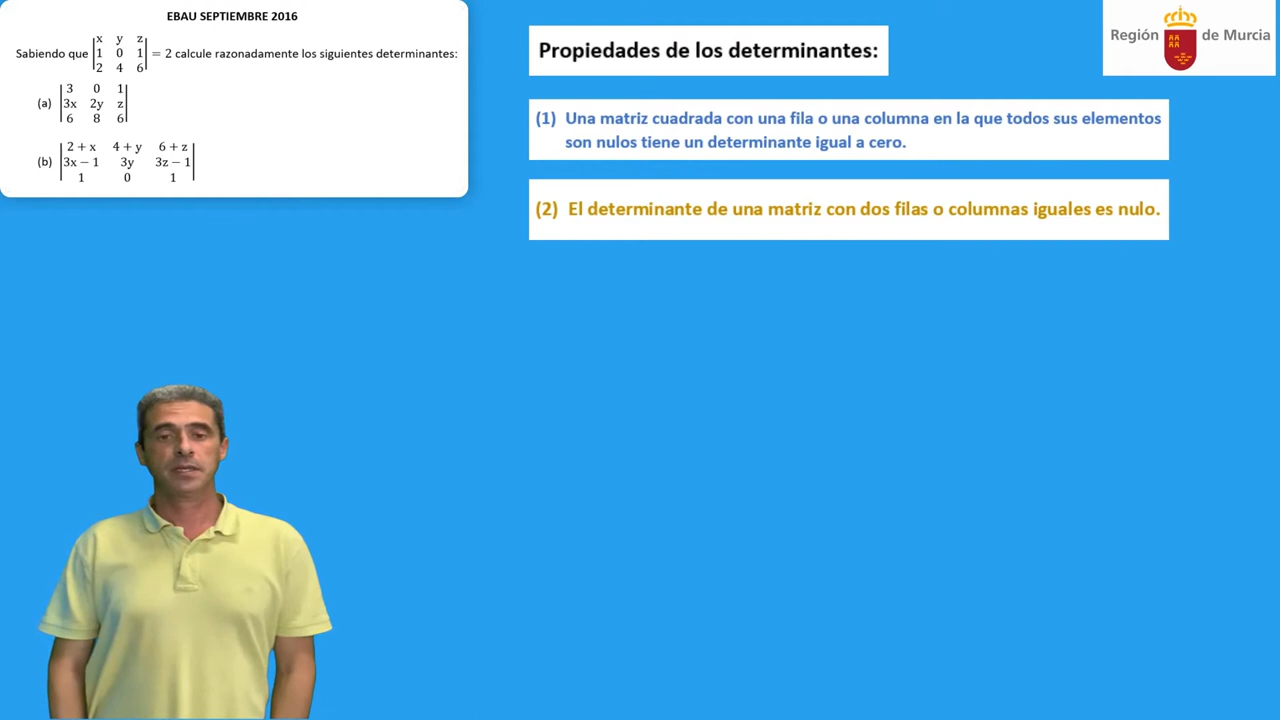 EBAU SEPTIEMBRE 2016
Sabiendo que |x y z| = 2 calcule razonadamente los siguientes determinantes:
|1 0 1|
|2 4 6|
(a) |3 0 1|
|3x 2y z|
|6 8 6|
(b) |2 + x 4 + y 6 + z|
|3x − 1 3y 3z − 1|
|1 0 1|
Propiedades de los determinantes:
Región de Murcia
(1) Una matriz cuadrada con una fila o una columna en la que todos sus elementos
son nulos tiene un determinante igual a cero.
(2) El determinante de una matriz con dos filas o columnas iguales es nulo.